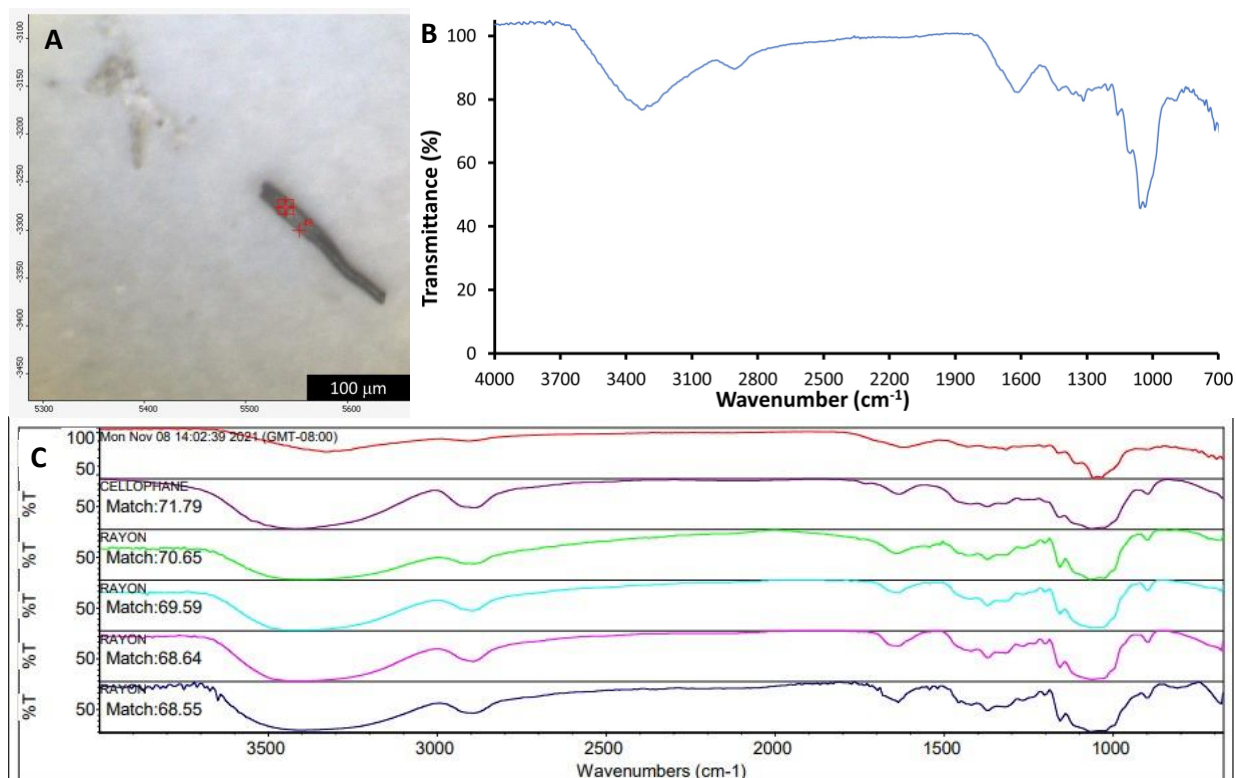 A
-3100
-3150
-3200
-3250
-3300
-3350
-3400
-3450
5300 5400 5500 5600
100 µm
B
Transmittance (%)
100
80
60
40
20
0
4000 3700 3400 3100 2800 2500 2200 1900 1600 1300 1000 700
Wavenumber (cm-1)
C
Mon Nov 08 14:02:39 2021 (GMT-08:00)
100
50
CELLOPHANE
Match:71.79
%T
50
RAYON
Match:70.65
%T
50
RAYON
Match:69.59
%T
50
RAYON
Match:68.64
%T
50
RAYON
Match:68.55
%T
50
3500 3000 2500 2000 1500 1000
Wavenumbers (cm-1)